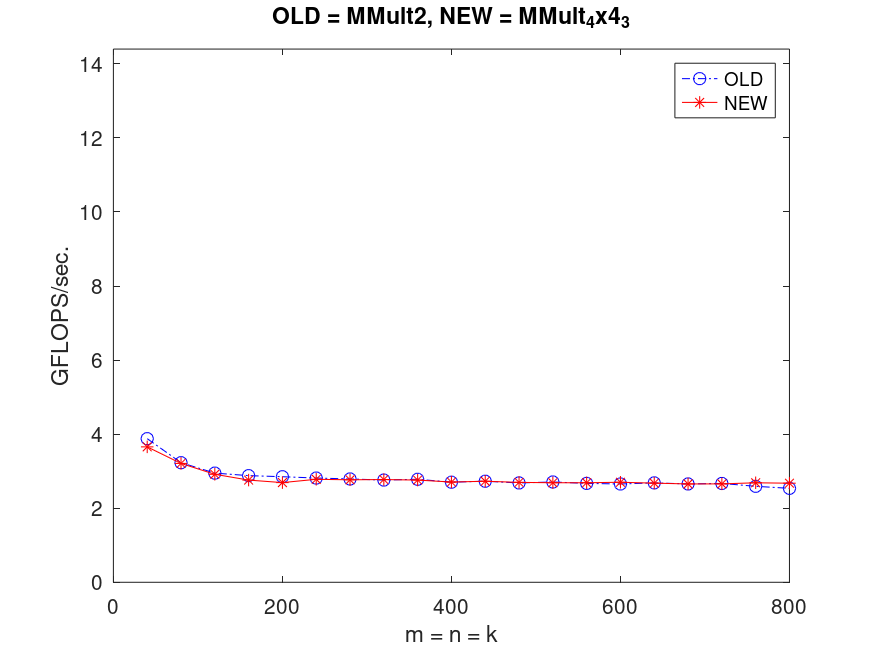 OLD = MMult2, NEW = MMult₄x4₃
14
12
10
8
6
4
2
0
GFLOPS/sec.
OLD
NEW
0 200 400 600 800
m = n = k